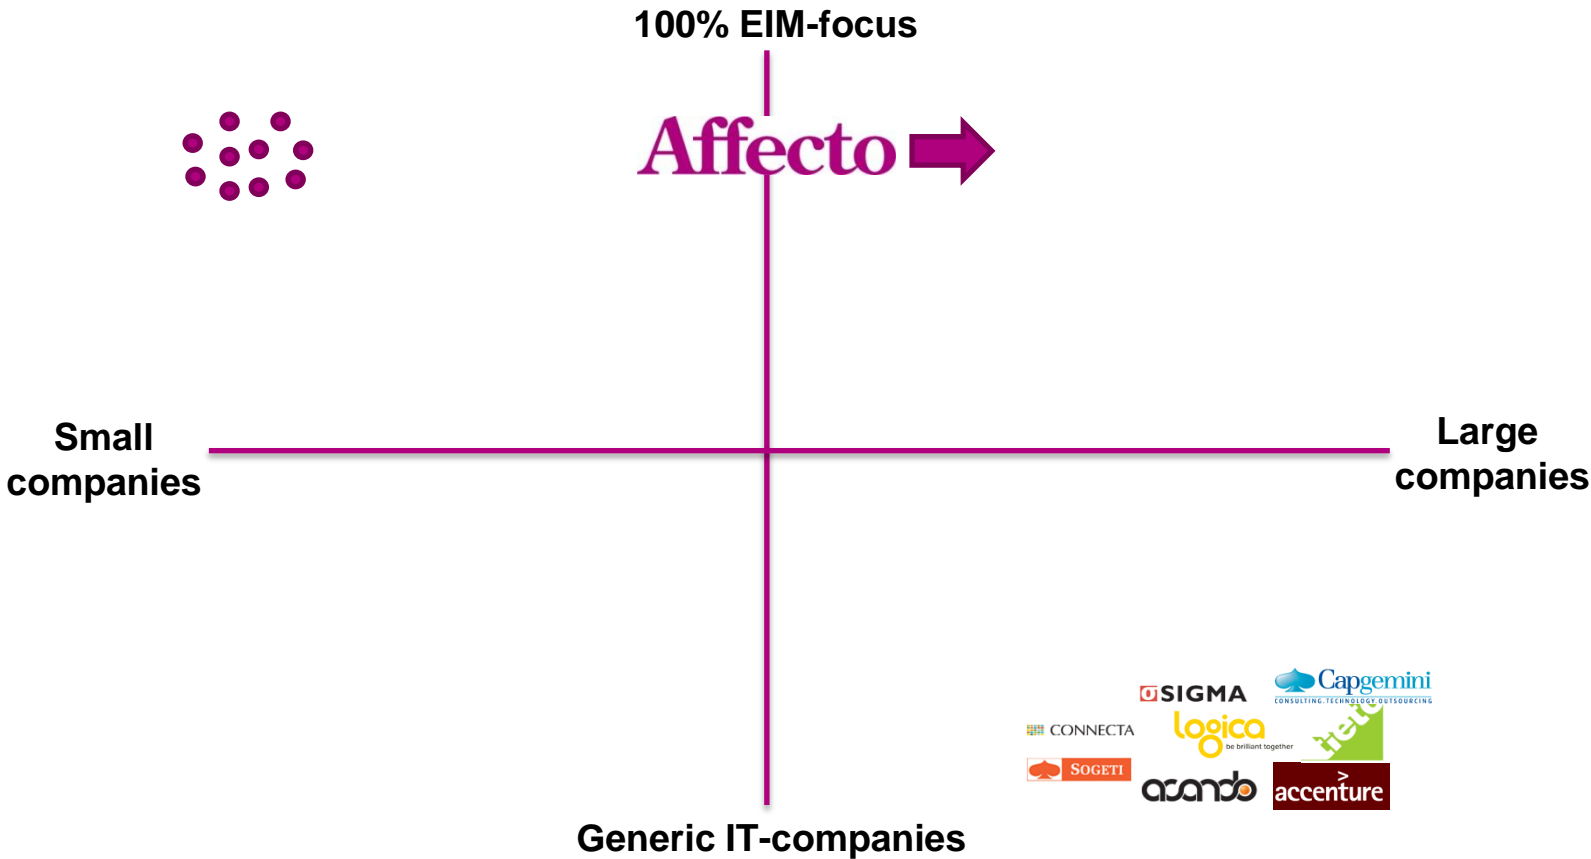 100% EIM-focus
Affecto
Small
companies
Large
companies
SIGMA
Capgemini
CONSULTING.TECHNOLOGY.OUTSOURCING
CONNECTA
logica
be brilliant together
tieto
SOGETI
acando
>
accenture
Generic IT-companies